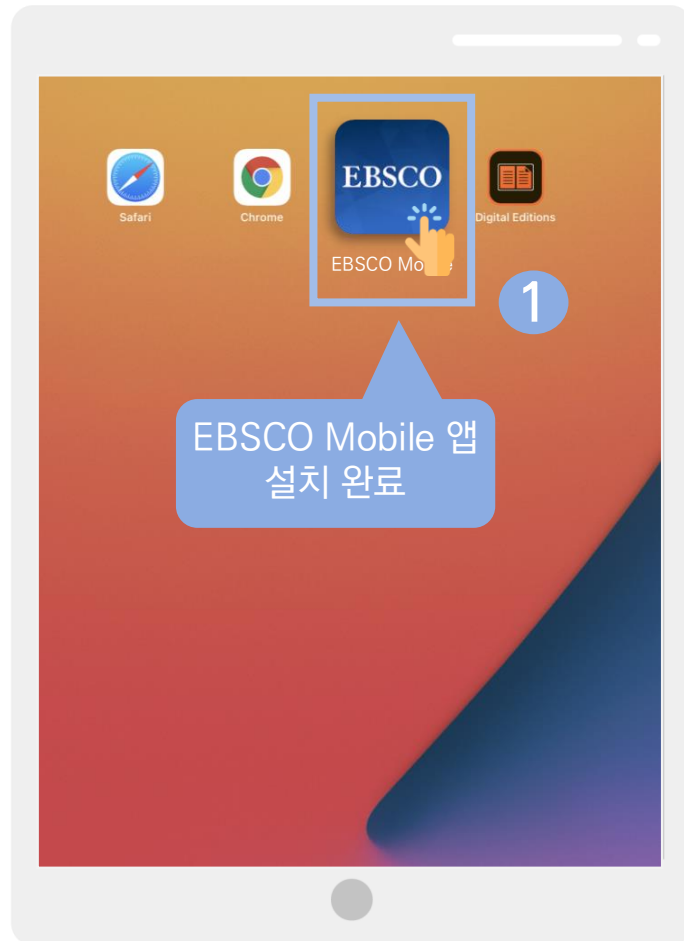 EBSCO
Safari
Chrome
Digital Editions
EBSCO Mo
1
EBSCO Mobile 앱
설치 완료